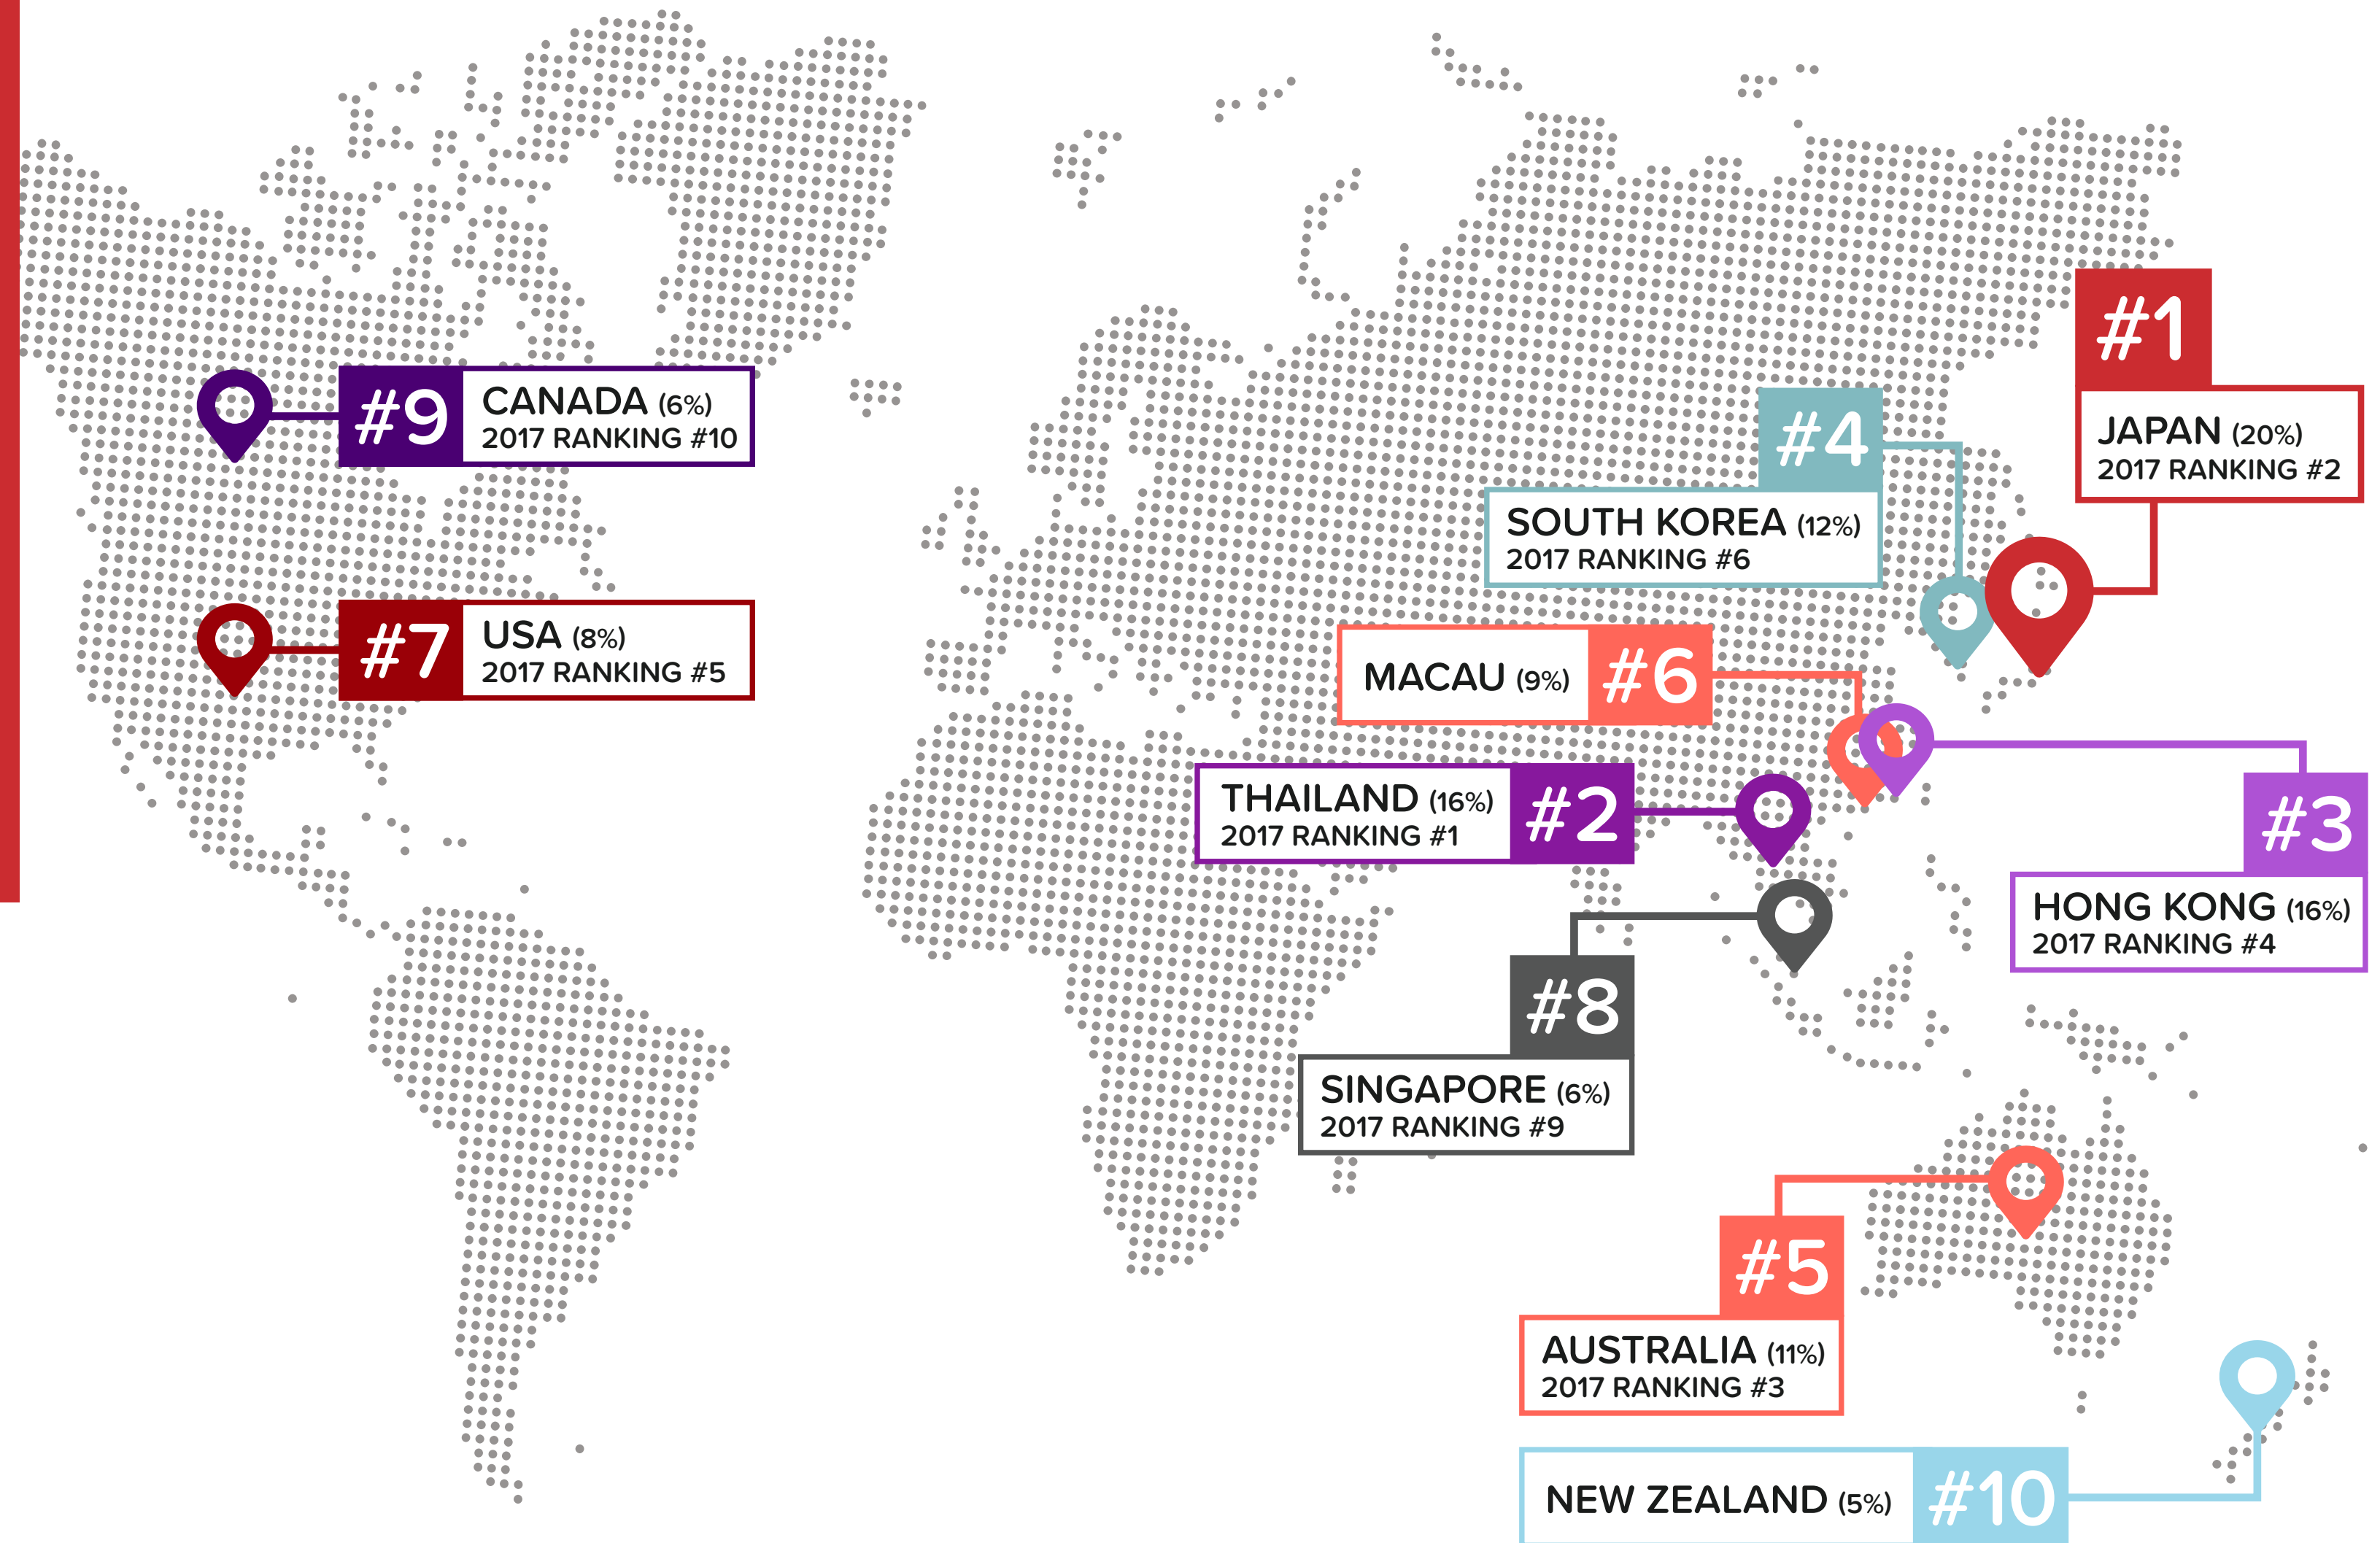 #1
JAPAN (20%)
2017 RANKING #2
#9
CANADA (6%)
2017 RANKING #10
#4
SOUTH KOREA (12%)
2017 RANKING #6
#7
USA (8%)
2017 RANKING #5
MACAU (9%)
#6
THAILAND (16%)
2017 RANKING #1
#2
#3
HONG KONG (16%)
2017 RANKING #4
#8
SINGAPORE (6%)
2017 RANKING #9
#5
AUSTRALIA (11%)
2017 RANKING #3
NEW ZEALAND (5%)
#10